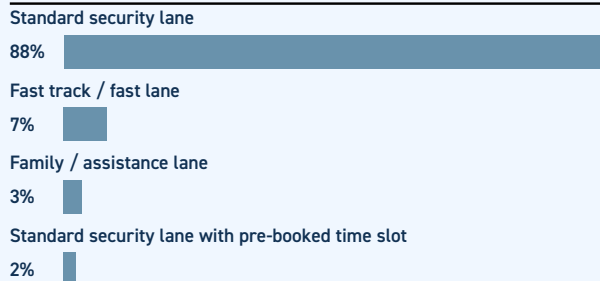 Standard security lane
88%
Fast track / fast lane
7%
Family / assistance lane
3%
Standard security lane with pre-booked time slot
2%